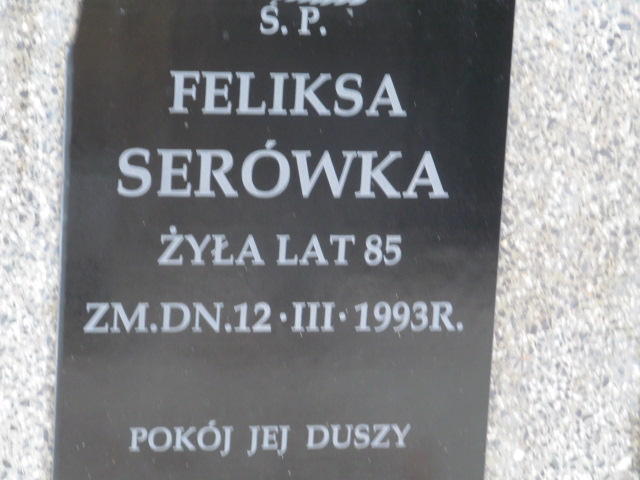 Ś. P.
FELIKSA
SERÓWKA
ŻYŁA LAT 85
ZM.DN.12·III·1993R.
POKÓJ JEJ DUSZY